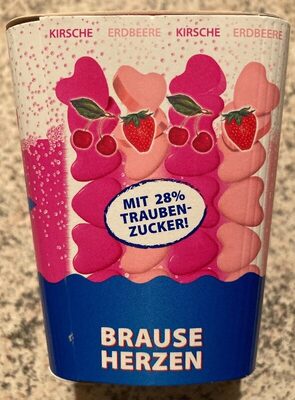 KIRSCHE ERDBEERE KIRSCHE ERDBEERE
MIT 28%
TRAUBEN-
ZUCKER!
BRAUSE
HERZEN